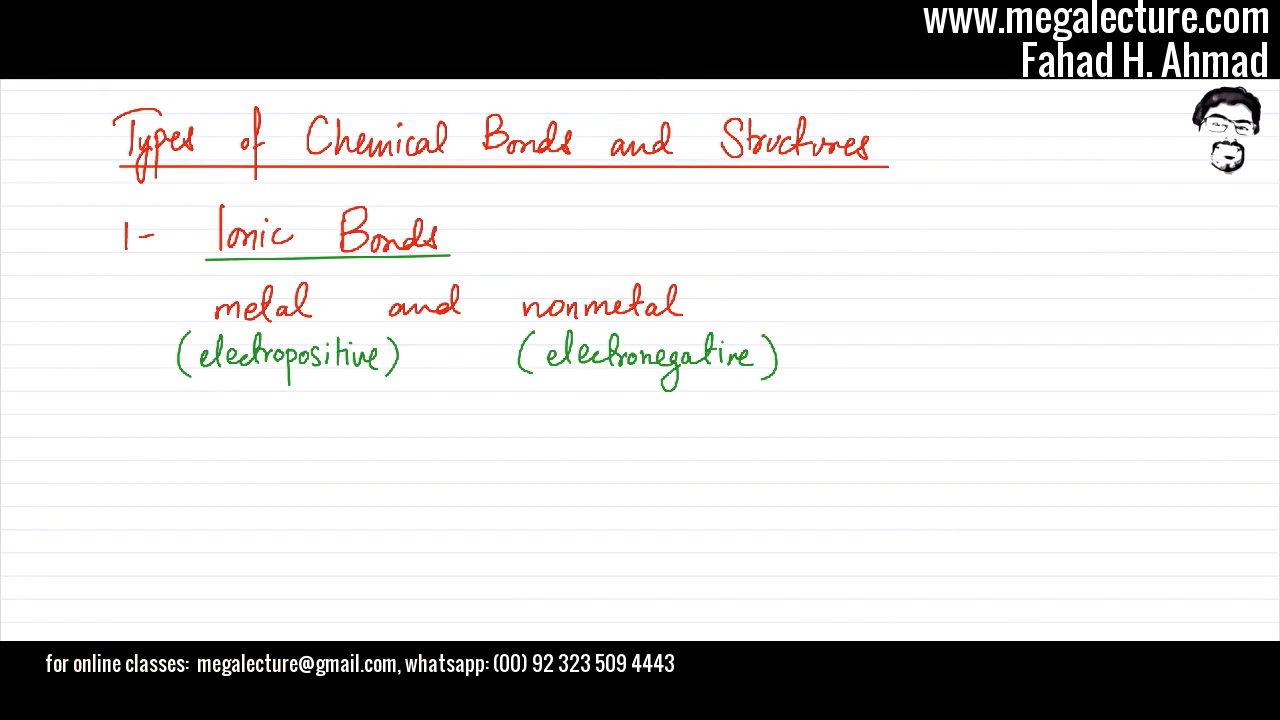 www.megalecture.com
Fahad H. Ahmad
Types of Chemical Bonds and Structures
1- Ionic Bonds
metal and nonmetal
(electropositive) (electronegative)
for online classes: megalecture@gmail.com, whatsapp: (00) 92 323 509 4443